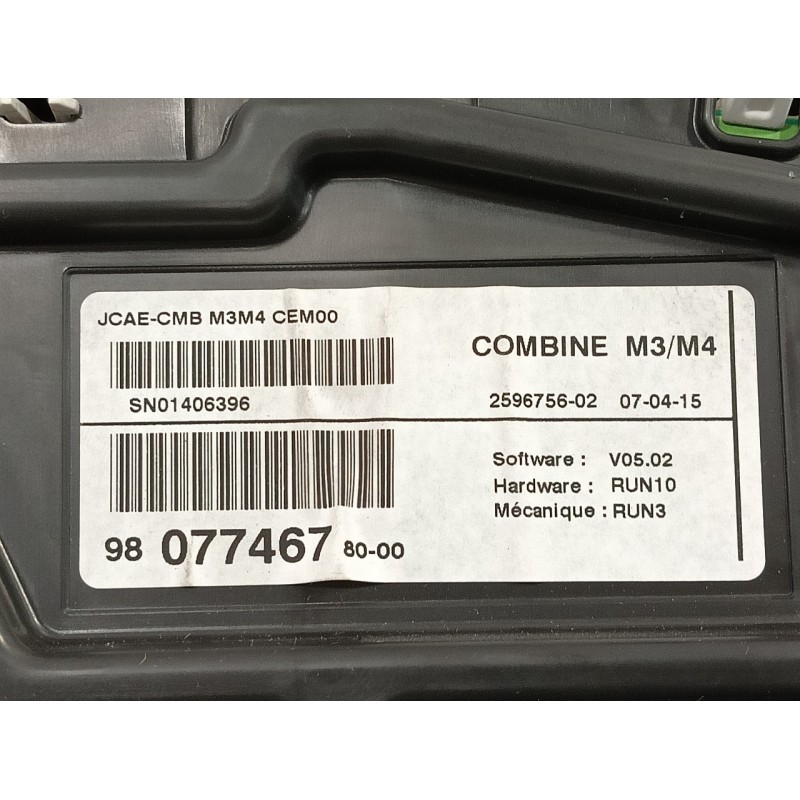 JCAE-CMB M3M4 CEM00
SN01406396
98 077467 80-00
COMBINE M3/M4
2596756-02 07-04-15
Software : V05.02
Hardware : RUN10
Mécanique : RUN3